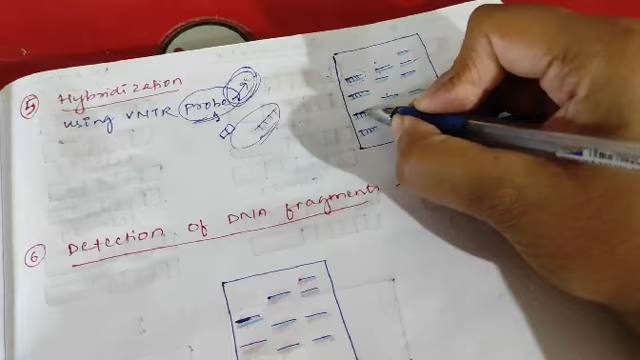 5 Hybridization
using VNTR Probe
6 Detection of DNA fragments